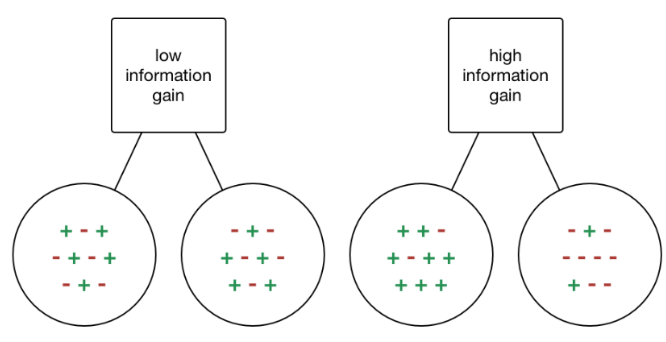 low
information
gain
high
information
gain
+ - +
- + - +
- + -
- + -
+ - + -
+ - +
+ + -
+ - + +
+ + +
- + -
- - - -
+ - -